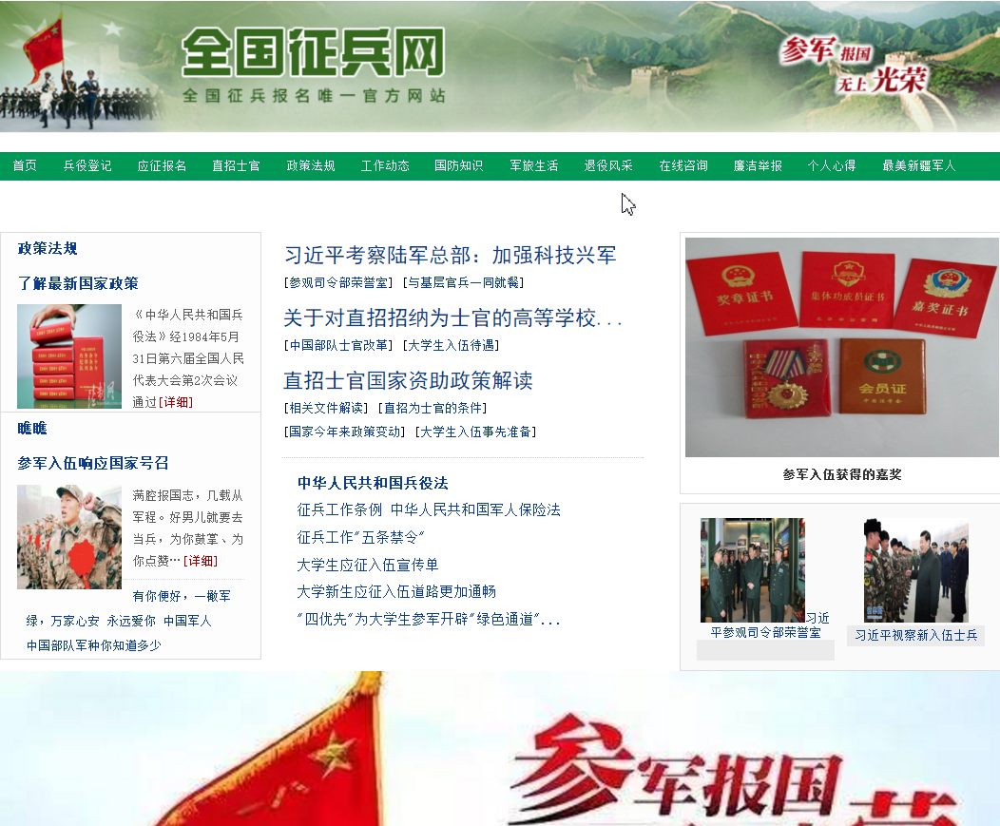 全国征兵网
全国征兵报名唯一官方网站
参军 报国
无上 光荣
首页 兵役登记 应征报名 直招士官 政策法规 工作动态 国防知识 军旅生活 退役风采 在线咨询 廉洁举报 个人心得 最美新疆军人
政策法规
了解最新国家政策
《中华人民共和国兵
役法》经1984年5月
31日第六届全国人民
代表大会第2次会议
通过[详细]
瞧瞧
参军入伍响应国家号召
满腔报国志，几载从
军程。好男儿就要去
当兵，为你鼓掌、为
你点赞…[详细]
有你便好，一橄军
绿，万家心安 永远爱你 中国军人
中国部队军种你知道多少
习近平考察陆军总部：加强科技兴军
[参观司令部荣誉室] [与基层官兵一同就餐]
关于对直招招纳为士官的高等学校...
[中国部队士官改革] [大学生入伍待遇]
直招士官国家资助政策解读
[相关文件解读] [直招为士官的条件]
[国家今年来政策变动] [大学生入伍事先准备]
中华人民共和国兵役法
征兵工作条例 中华人民共和国军人保险法
征兵工作"五条禁令"
大学生应征入伍宣传单
大学新生应征入伍道路更加通畅
"四优先"为大学生参军开辟"绿色通道"...
奖章证书
集体功成员证书
嘉奖证书
会员证
参军入伍获得的嘉奖
习近
平参观司令部荣誉室
习近平视察新入伍士兵
参军报国